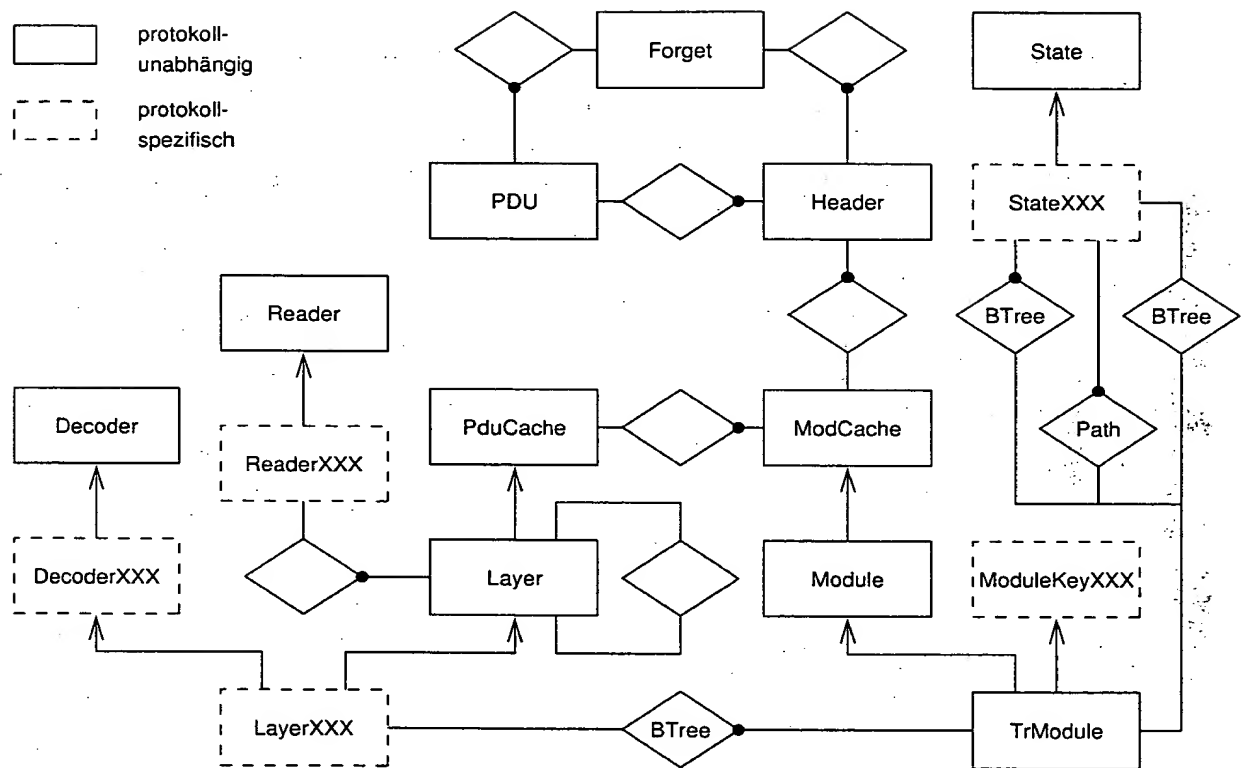 protokoll-
unabhängig
protokoll-
spezifisch
Forget
State
PDU
Header
StateXXX
Reader
BTree
BTree
Decoder
PduCache
ModCache
Path
ReaderXXX
DecoderXXX
Layer
Module
ModuleKeyXXX
LayerXXX
BTree
TrModule